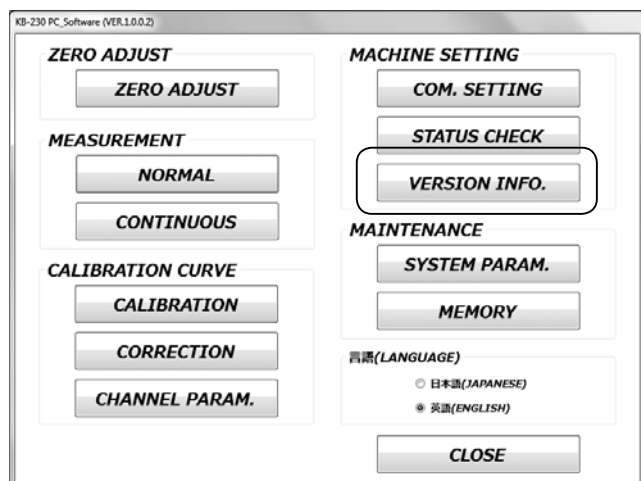 KB-230 PC_Software (VER.1.0.0.2)
ZERO ADJUST
ZERO ADJUST
MEASUREMENT
NORMAL
CONTINUOUS
CALIBRATION CURVE
CALIBRATION
CORRECTION
CHANNEL PARAM.
MACHINE SETTING
COM. SETTING
STATUS CHECK
VERSION INFO.
MAINTENANCE
SYSTEM PARAM.
MEMORY
言語(LANGUAGE)
日本語(JAPANESE)
英語(ENGLISH)
CLOSE